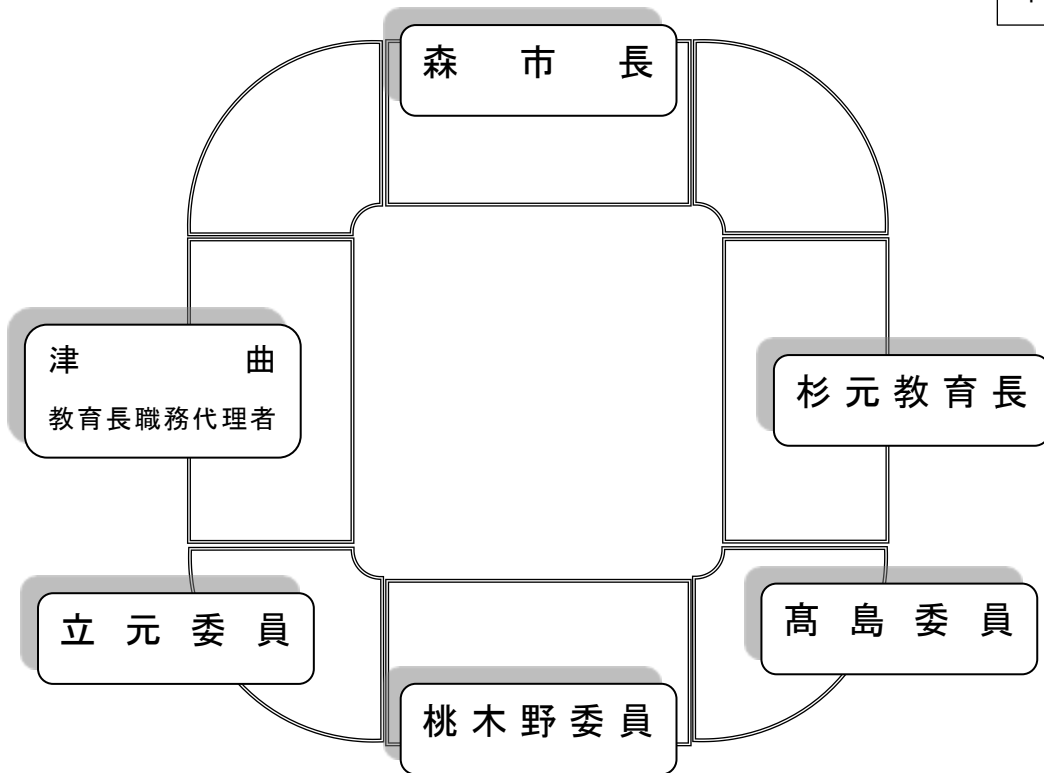 森市長
津曲
教育長職務代理者
杉元教育長
立元委員
髙島委員
桃木野委員